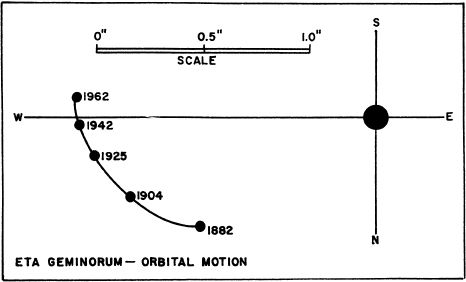 0" 0.5" 1.0"
SCALE
S
W E
N
1962
1942
1925
1904
1882
ETA GEMINORUM — ORBITAL MOTION